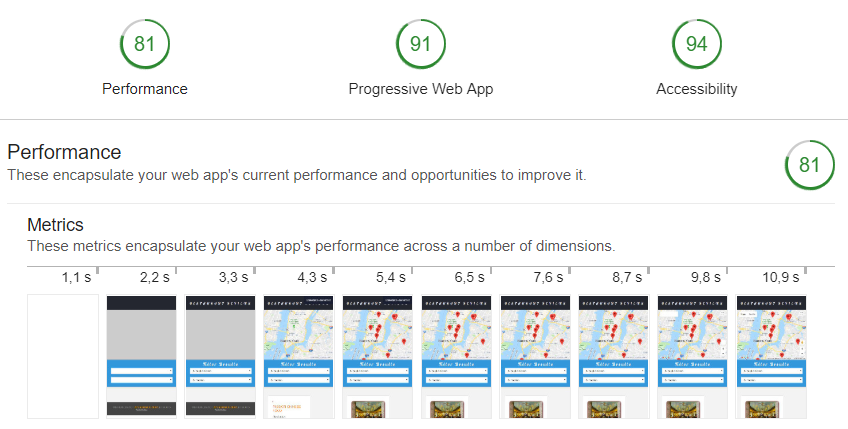 81 91 94
Performance Progressive Web App Accessibility
Performance
These encapsulate your web app's current performance and opportunities to improve it.
81
Metrics
These metrics encapsulate your web app's performance across a number of dimensions.
1,1 s 2,2 s 3,3 s 4,3 s 5,4 s 6,5 s 7,6 s 8,7 s 9,8 s 10,9 s